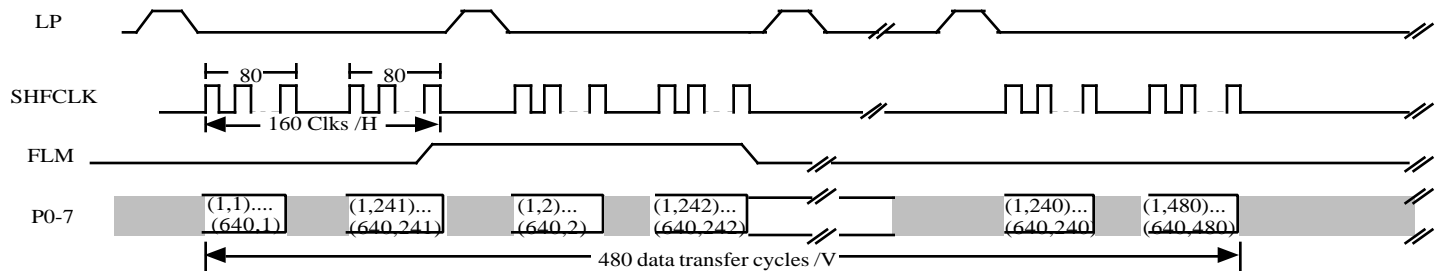 LP
80
80
SHFCLK
160 Clks /H
FLM
P0-7
(1,1)....
(640,1)
(1,241)...
(640,241)
(1,2)...
(640,2)
(1,242)...
(640,242)
(1,240)...
(640,240)
(1,480)...
(640,480)
480 data transfer cycles /V